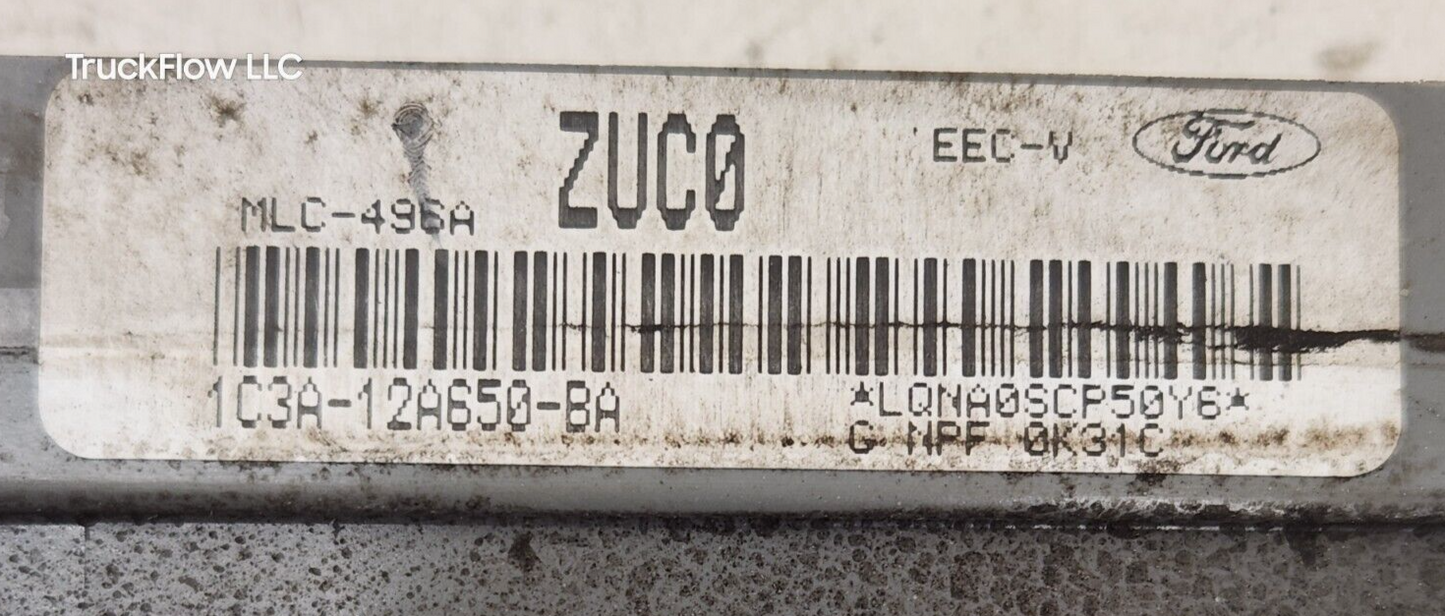 TruckFlow LLC
ZUC0
EEC-V
Ford
MLC-496A
1C3A-12A650-BA
*LQNA0SCP50Y6*
G NPF 0K31C